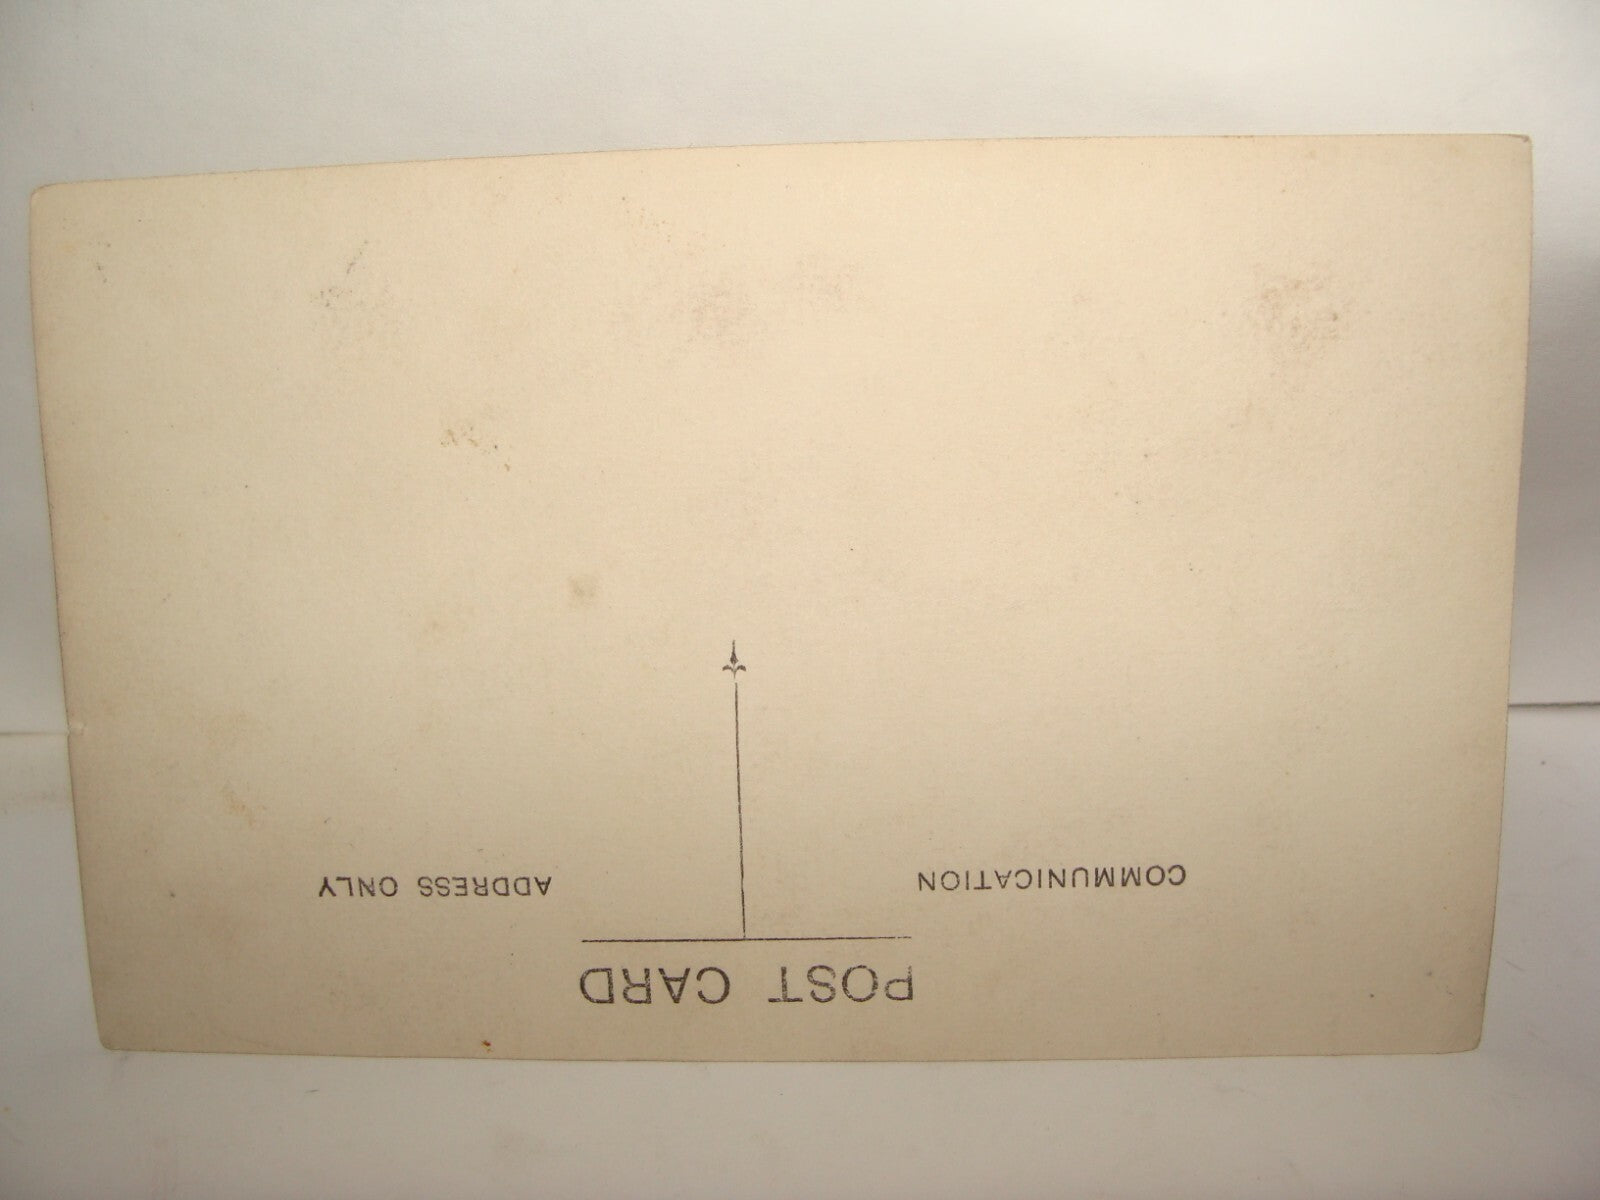 POST CARD
COMMUNICATION
ADDRESS ONLY